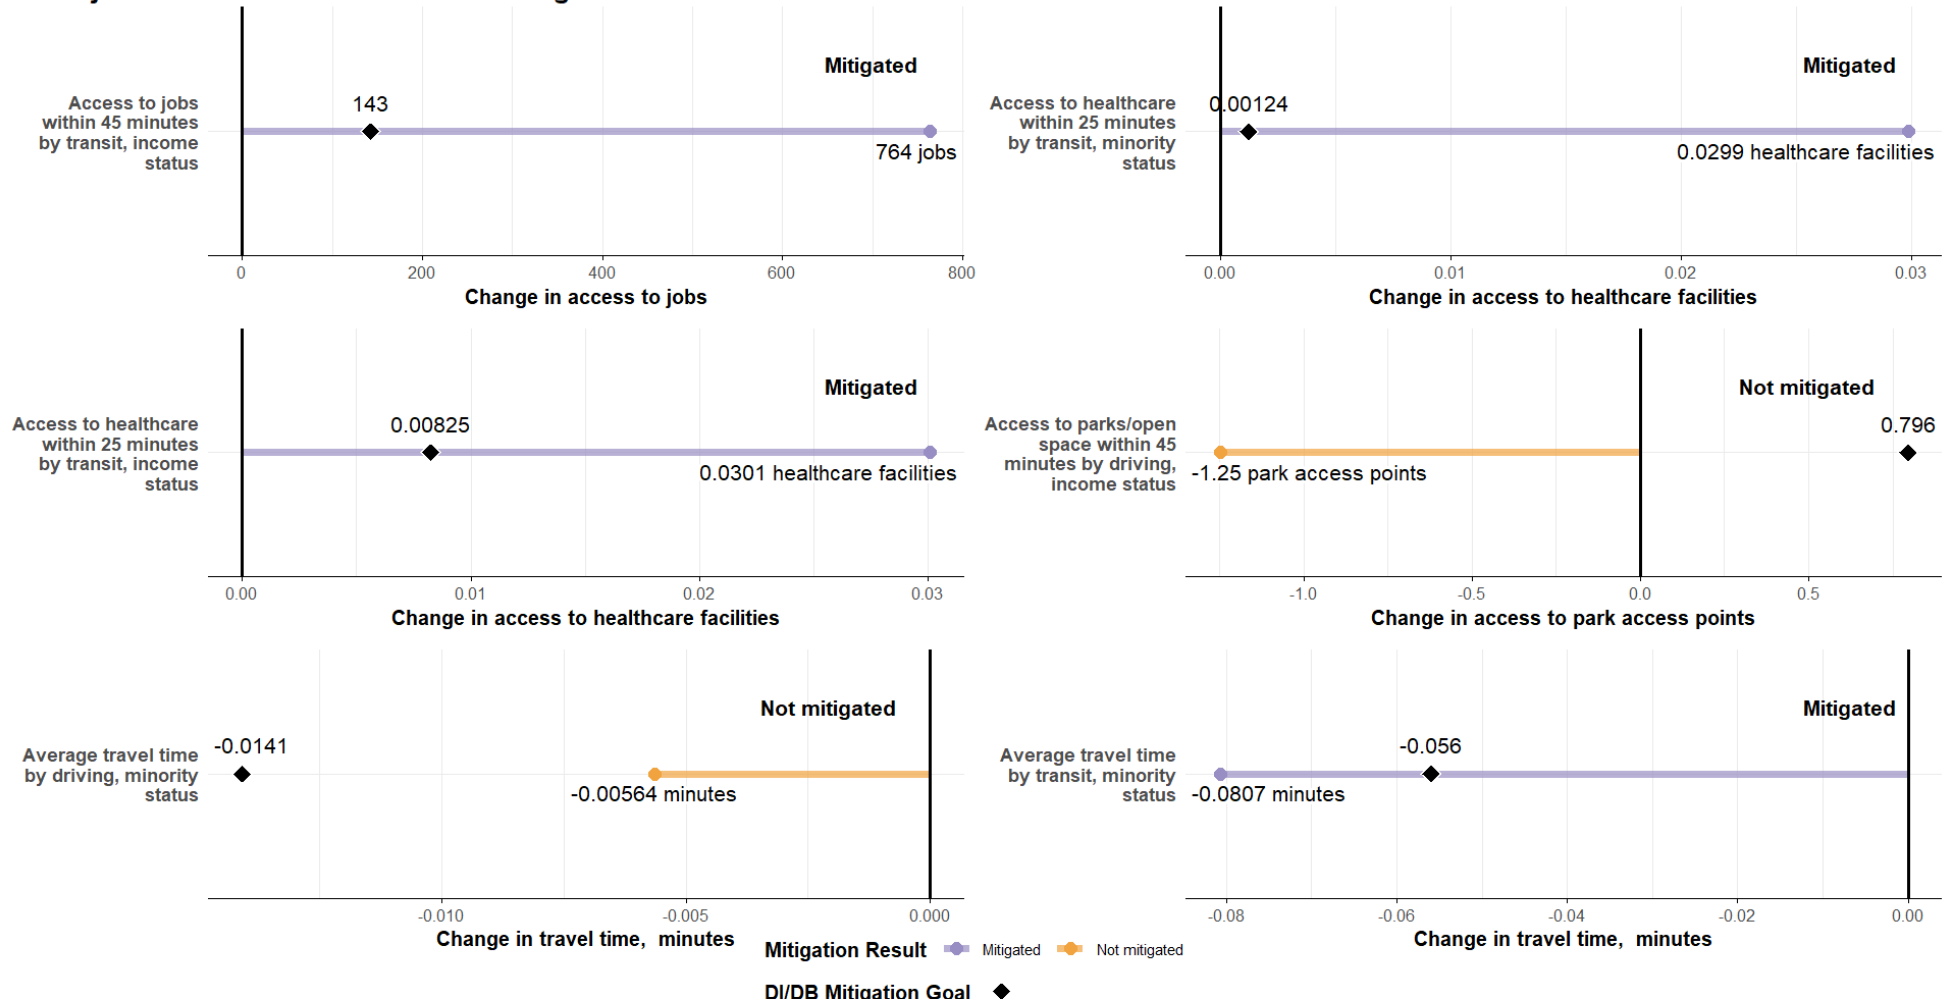 Mitigated
143
Access to jobs
within 45 minutes
by transit, income
status
764 jobs
0 200 400 600 800
Change in access to jobs
Mitigated
0.00124
Access to healthcare
within 25 minutes
by transit, minority
status
0.0299 healthcare facilities
0.00 0.01 0.02 0.03
Change in access to healthcare facilities
Mitigated
0.00825
Access to healthcare
within 25 minutes
by transit, income
status
0.0301 healthcare facilities
0.00 0.01 0.02 0.03
Change in access to healthcare facilities
Not mitigated
0.796
Access to parks/open
space within 45
minutes by driving,
income status
-1.25 park access points
-1.0 -0.5 0.0 0.5
Change in access to park access points
Not mitigated
-0.0141
Average travel time
by driving, minority
status
-0.00564 minutes
-0.010 -0.005 0.000
Change in travel time,  minutes
Mitigated
-0.056
Average travel time
by transit, minority
status
-0.0807 minutes
-0.08 -0.06 -0.04 -0.02 0.00
Change in travel time,  minutes
Mitigation Result Mitigated Not mitigated
DI/DB Mitigation Goal